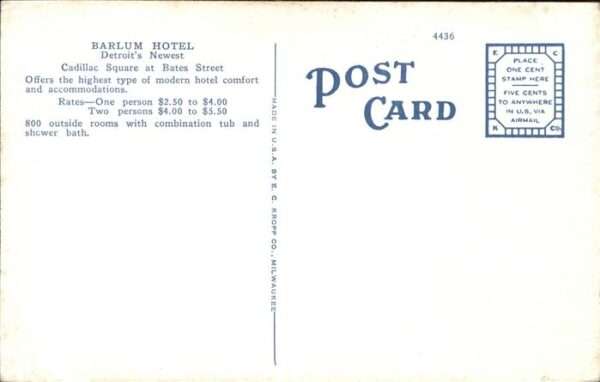 BARLUM HOTEL
Detroit's Newest
Cadillac Square at Bates Street
Offers the highest type of modern hotel comfort
and accommodations.
Rates—One person $2.50 to $4.00
Two persons $4.00 to $5.50
800 outside rooms with combination tub and
shower bath.
MADE IN U.S.A. BY E. C. KROPP CO., MILWAUKEE
4436
POST
CARD
E C
PLACE
ONE CENT
STAMP HERE
FIVE CENTS
TO ANYWHERE
IN U.S. VIA
AIRMAIL
K Co.